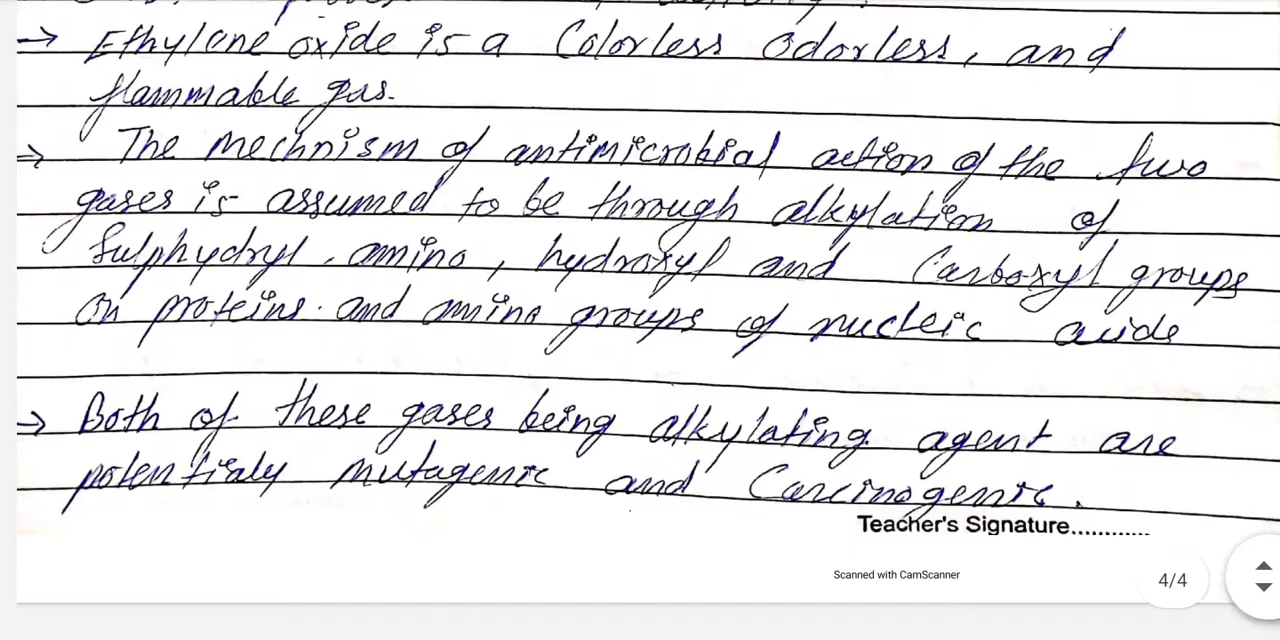 → Ethylene oxide is a Colorless Odorless, and
flammable gas.
→ The mechnism of antimicrobial action of the two
gases is assumed to be through alkylation of
Sulphydryl, amino, hydroxyl and Carboxyl groups
on proteins. and amino groups of nucleic acide
→ Both of these gases being alkylating agent are
potentialy mutagenic and Carcinogenic.
Teacher's Signature............
Scanned with CamScanner
4/4